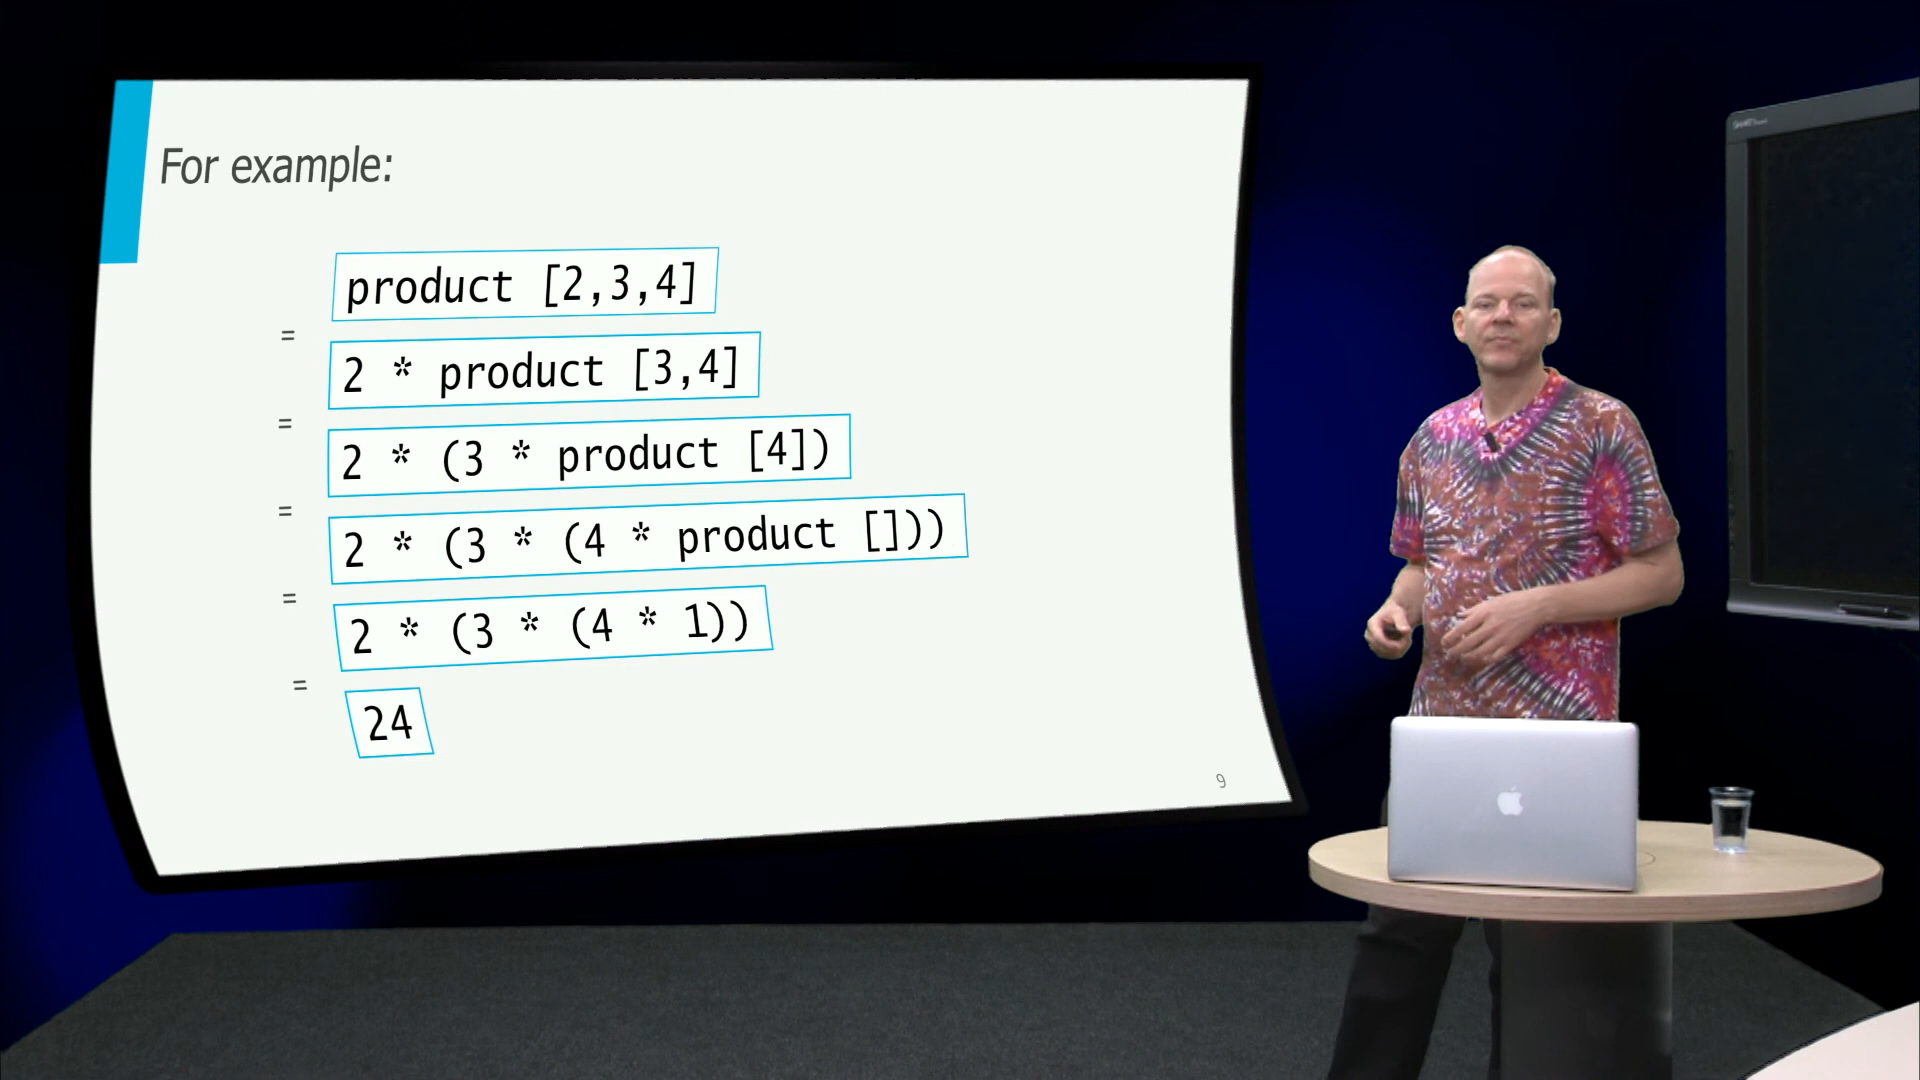 For example:
product [2,3,4]
=
2 * product [3,4]
=
2 * (3 * product [4])
=
2 * (3 * (4 * product []))
=
2 * (3 * (4 * 1))
=
24
9